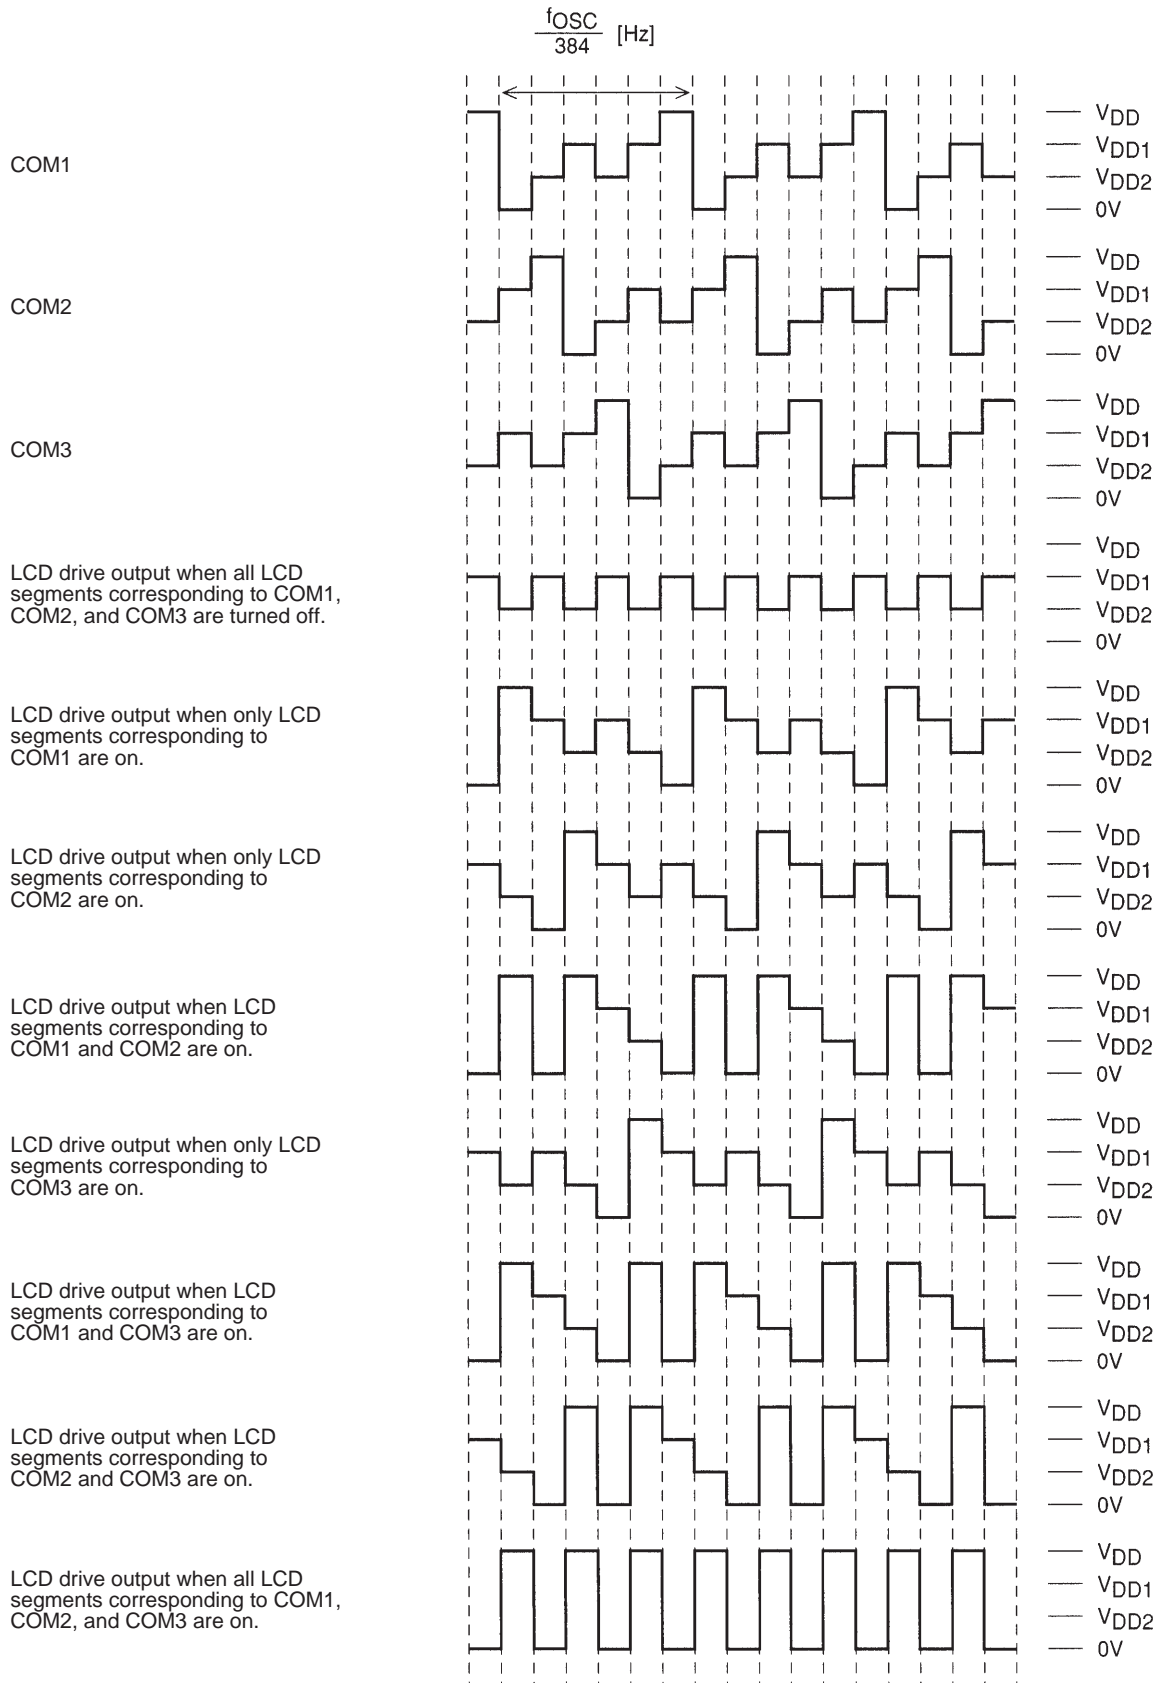 fOSC
384 [Hz]
COM1
VDD
VDD1
VDD2
0V
COM2
VDD
VDD1
VDD2
0V
COM3
VDD
VDD1
VDD2
0V
LCD drive output when all LCD
segments corresponding to COM1,
COM2, and COM3 are turned off.
VDD
VDD1
VDD2
0V
LCD drive output when only LCD
segments corresponding to
COM1 are on.
VDD
VDD1
VDD2
0V
LCD drive output when only LCD
segments corresponding to
COM2 are on.
VDD
VDD1
VDD2
0V
LCD drive output when LCD
segments corresponding to
COM1 and COM2 are on.
VDD
VDD1
VDD2
0V
LCD drive output when only LCD
segments corresponding to
COM3 are on.
VDD
VDD1
VDD2
0V
LCD drive output when LCD
segments corresponding to
COM1 and COM3 are on.
VDD
VDD1
VDD2
0V
LCD drive output when LCD
segments corresponding to
COM2 and COM3 are on.
VDD
VDD1
VDD2
0V
LCD drive output when all LCD
segments corresponding to COM1,
COM2, and COM3 are on.
VDD
VDD1
VDD2
0V